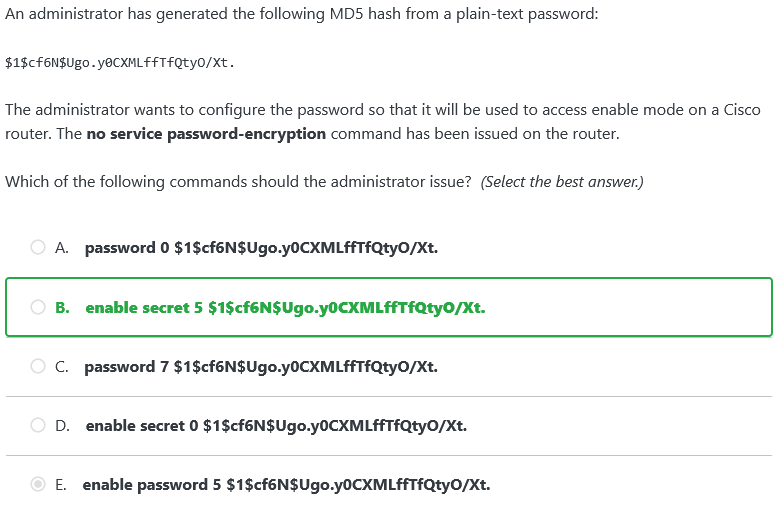 An administrator has generated the following MD5 hash from a plain-text password:
$1$cf6N$Ugo.y0CXMLffTfQtyO/Xt.
The administrator wants to configure the password so that it will be used to access enable mode on a Cisco
router. The no service password-encryption command has been issued on the router.
Which of the following commands should the administrator issue? (Select the best answer.)
A. password 0 $1$cf6N$Ugo.y0CXMLffTfQtyO/Xt.
B. enable secret 5 $1$cf6N$Ugo.y0CXMLffTfQtyO/Xt.
C. password 7 $1$cf6N$Ugo.y0CXMLffTfQtyO/Xt.
D. enable secret 0 $1$cf6N$Ugo.y0CXMLffTfQtyO/Xt.
E. enable password 5 $1$cf6N$Ugo.y0CXMLffTfQtyO/Xt.